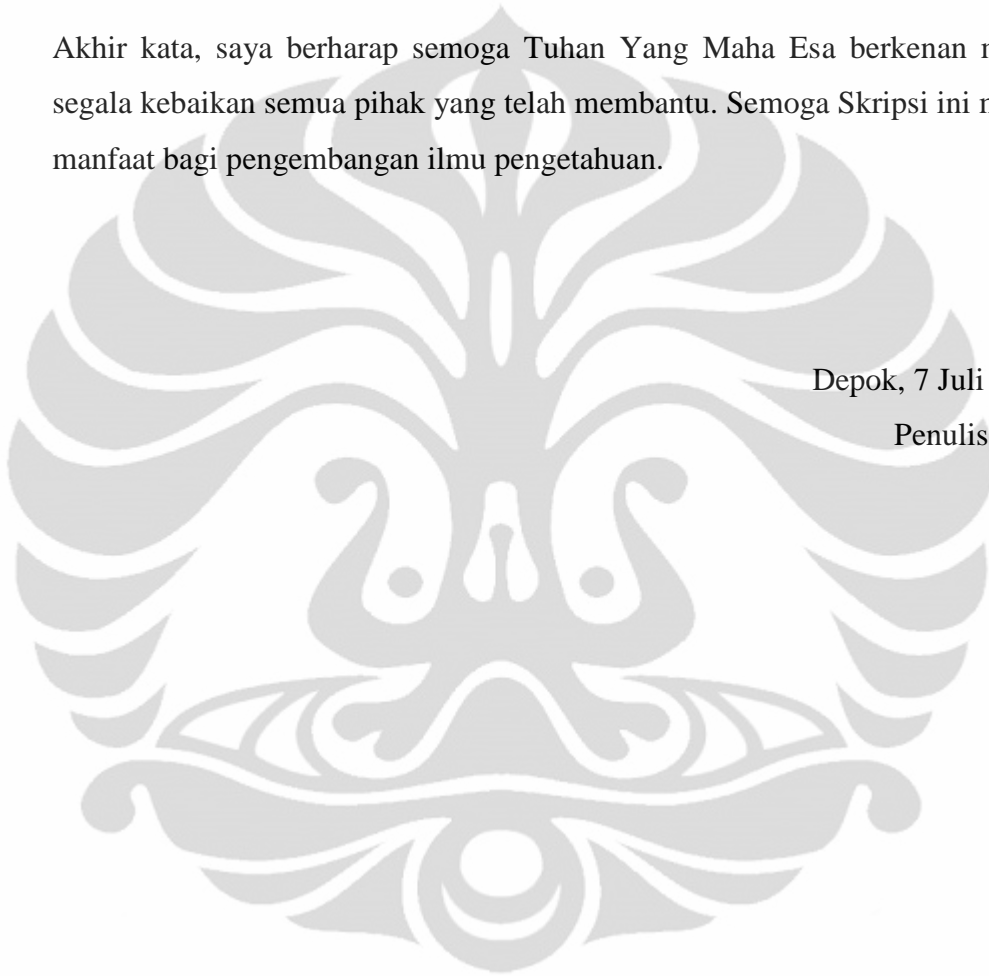 Akhir kata, saya berharap semoga Tuhan Yang Maha Esa berkenan
segala kebaikan semua pihak yang telah membantu. Semoga Skripsi ini
manfaat bagi pengembangan ilmu pengetahuan.
Depok, 7 Juli
Penulis